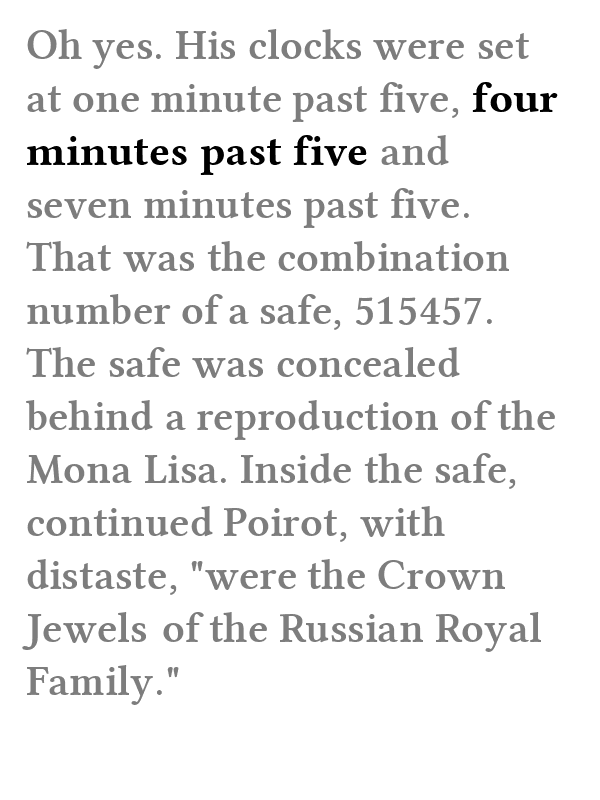 Oh yes. His clocks were set
at one minute past five, four
minutes past five and
seven minutes past five.
That was the combination
number of a safe, 515457.
The safe was concealed
behind a reproduction of the
Mona Lisa. Inside the safe,
continued Poirot, with
distaste, "were the Crown
Jewels of the Russian Royal
Family."